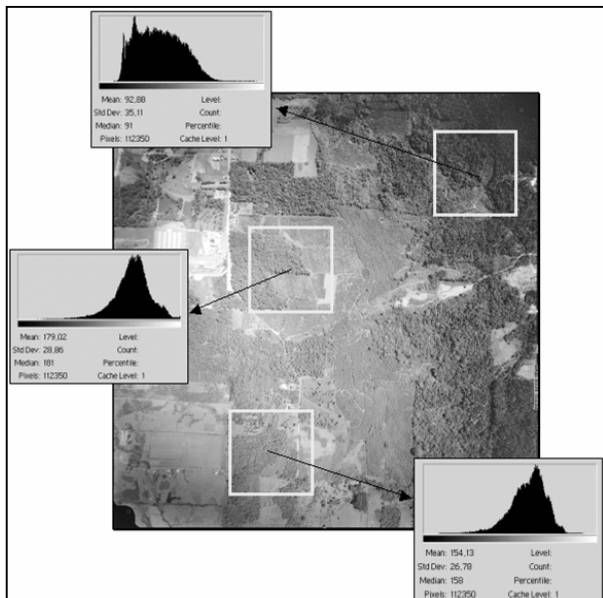 Mean: 92,88 Level:
Std Dev: 35,11 Count:
Median: 91 Percentile:
Pixels: 112350 Cache Level: 1
Mean: 179,02 Level:
Std Dev: 28,86 Count:
Median: 181 Percentile:
Pixels: 112350 Cache Level: 1
Mean: 154,13 Level:
Std Dev: 26,78 Count:
Median: 158 Percentile:
Pixels: 112350 Cache Level: 1